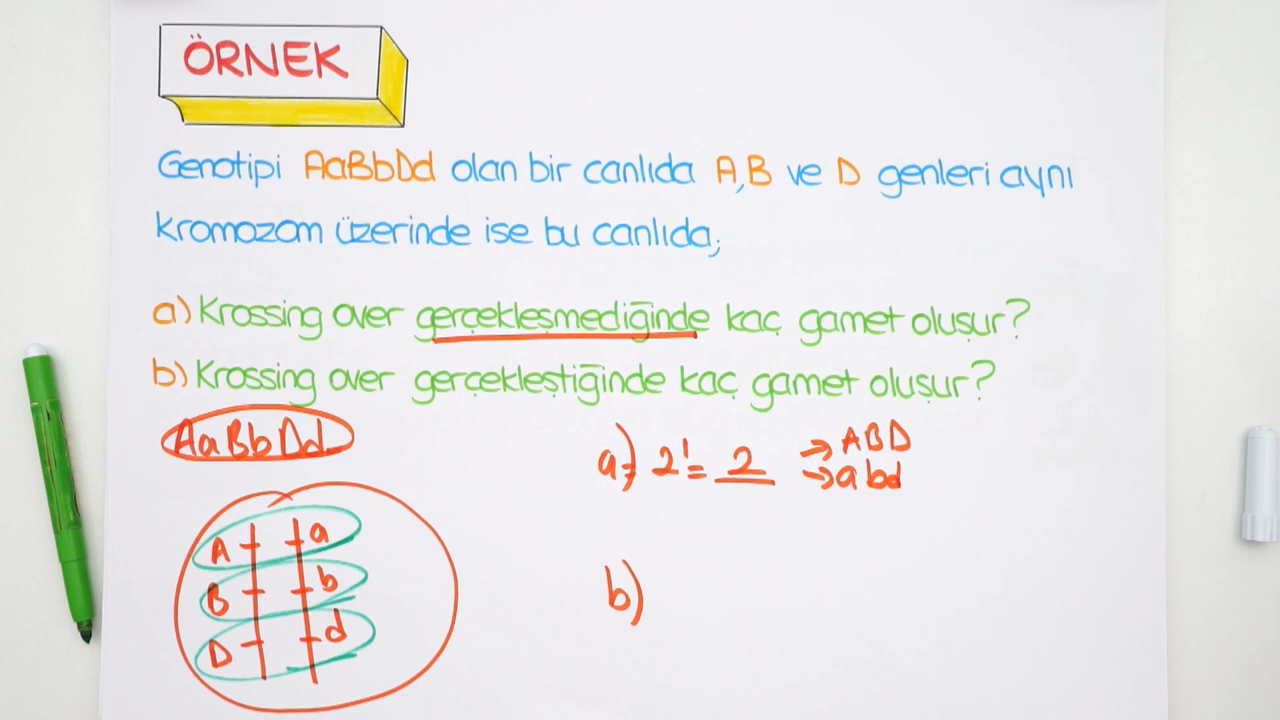 ÖRNEK
Genotipi AaBbDd olan bir canlıda A,B ve D genleri aynı
kromozom üzerinde ise bu canlıda;
a) Krossing over gerçekleşmediğinde kaç gamet oluşur?
b) Krossing over gerçekleştiğinde kaç gamet oluşur?
AaBbDd
a) 2¹ = 2 → ABD
→ abd
A a
B b
D d
b)